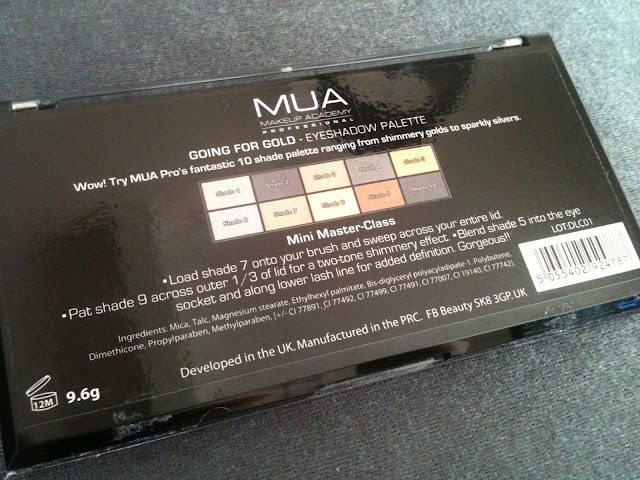 MUA
MAKEUP ACADEMY
PROFESSIONAL
GOING FOR GOLD - EYESHADOW PALETTE
Wow! Try MUA Pro's fantastic 10 shade palette ranging from shimmery golds to sparkly silvers.
Shade 1 Shade 2 Shade 3 Shade 4 Shade 5
Shade 7 Shade 10
Mini Master-Class
•Load shade 7 onto your brush and sweep across your entire lid.
•Pat shade 9 across outer 1/3 of lid for a two-tone shimmery effect. •Blend shade 5 into the eye
socket and along lower lash line for added definition. Gorgeous!!
Ingredients: Mica, Talc, Magnesium stearate, Ethylhexyl palmitate, Bis-diglyceryl polyacyladipate-1, Polybutene,
Dimethicone, Propylparaben, Methylparaben, [+/- CI 77891, CI 77492, CI 77499, CI 77491, CI 77007, CI 19140, CI 77742].
Developed in the UK. Manufactured in the PRC. FB Beauty SK8 3GP.UK
LOT:DLC01
5 055402 924787
12M 9.6g